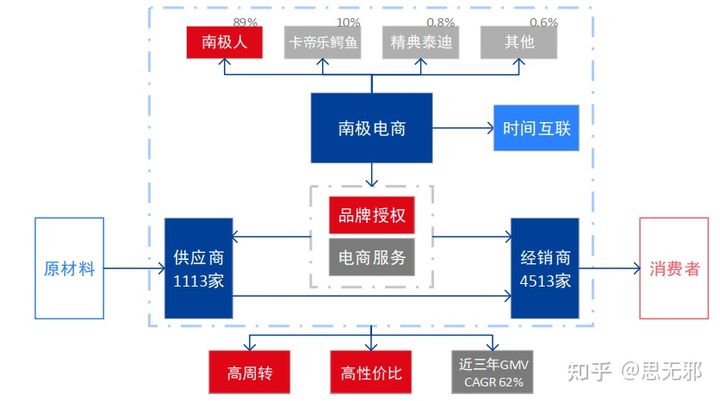 89%
10%
0.8%
0.6%
南极人
卡帝乐鳄鱼
精典泰迪
其他
南极电商
时间互联
品牌授权
电商服务
原材料
供应商
1113家
经销商
4513家
消费者
高周转
高性价比
近三年GMV
CAGR 62%
知乎 @思无邪